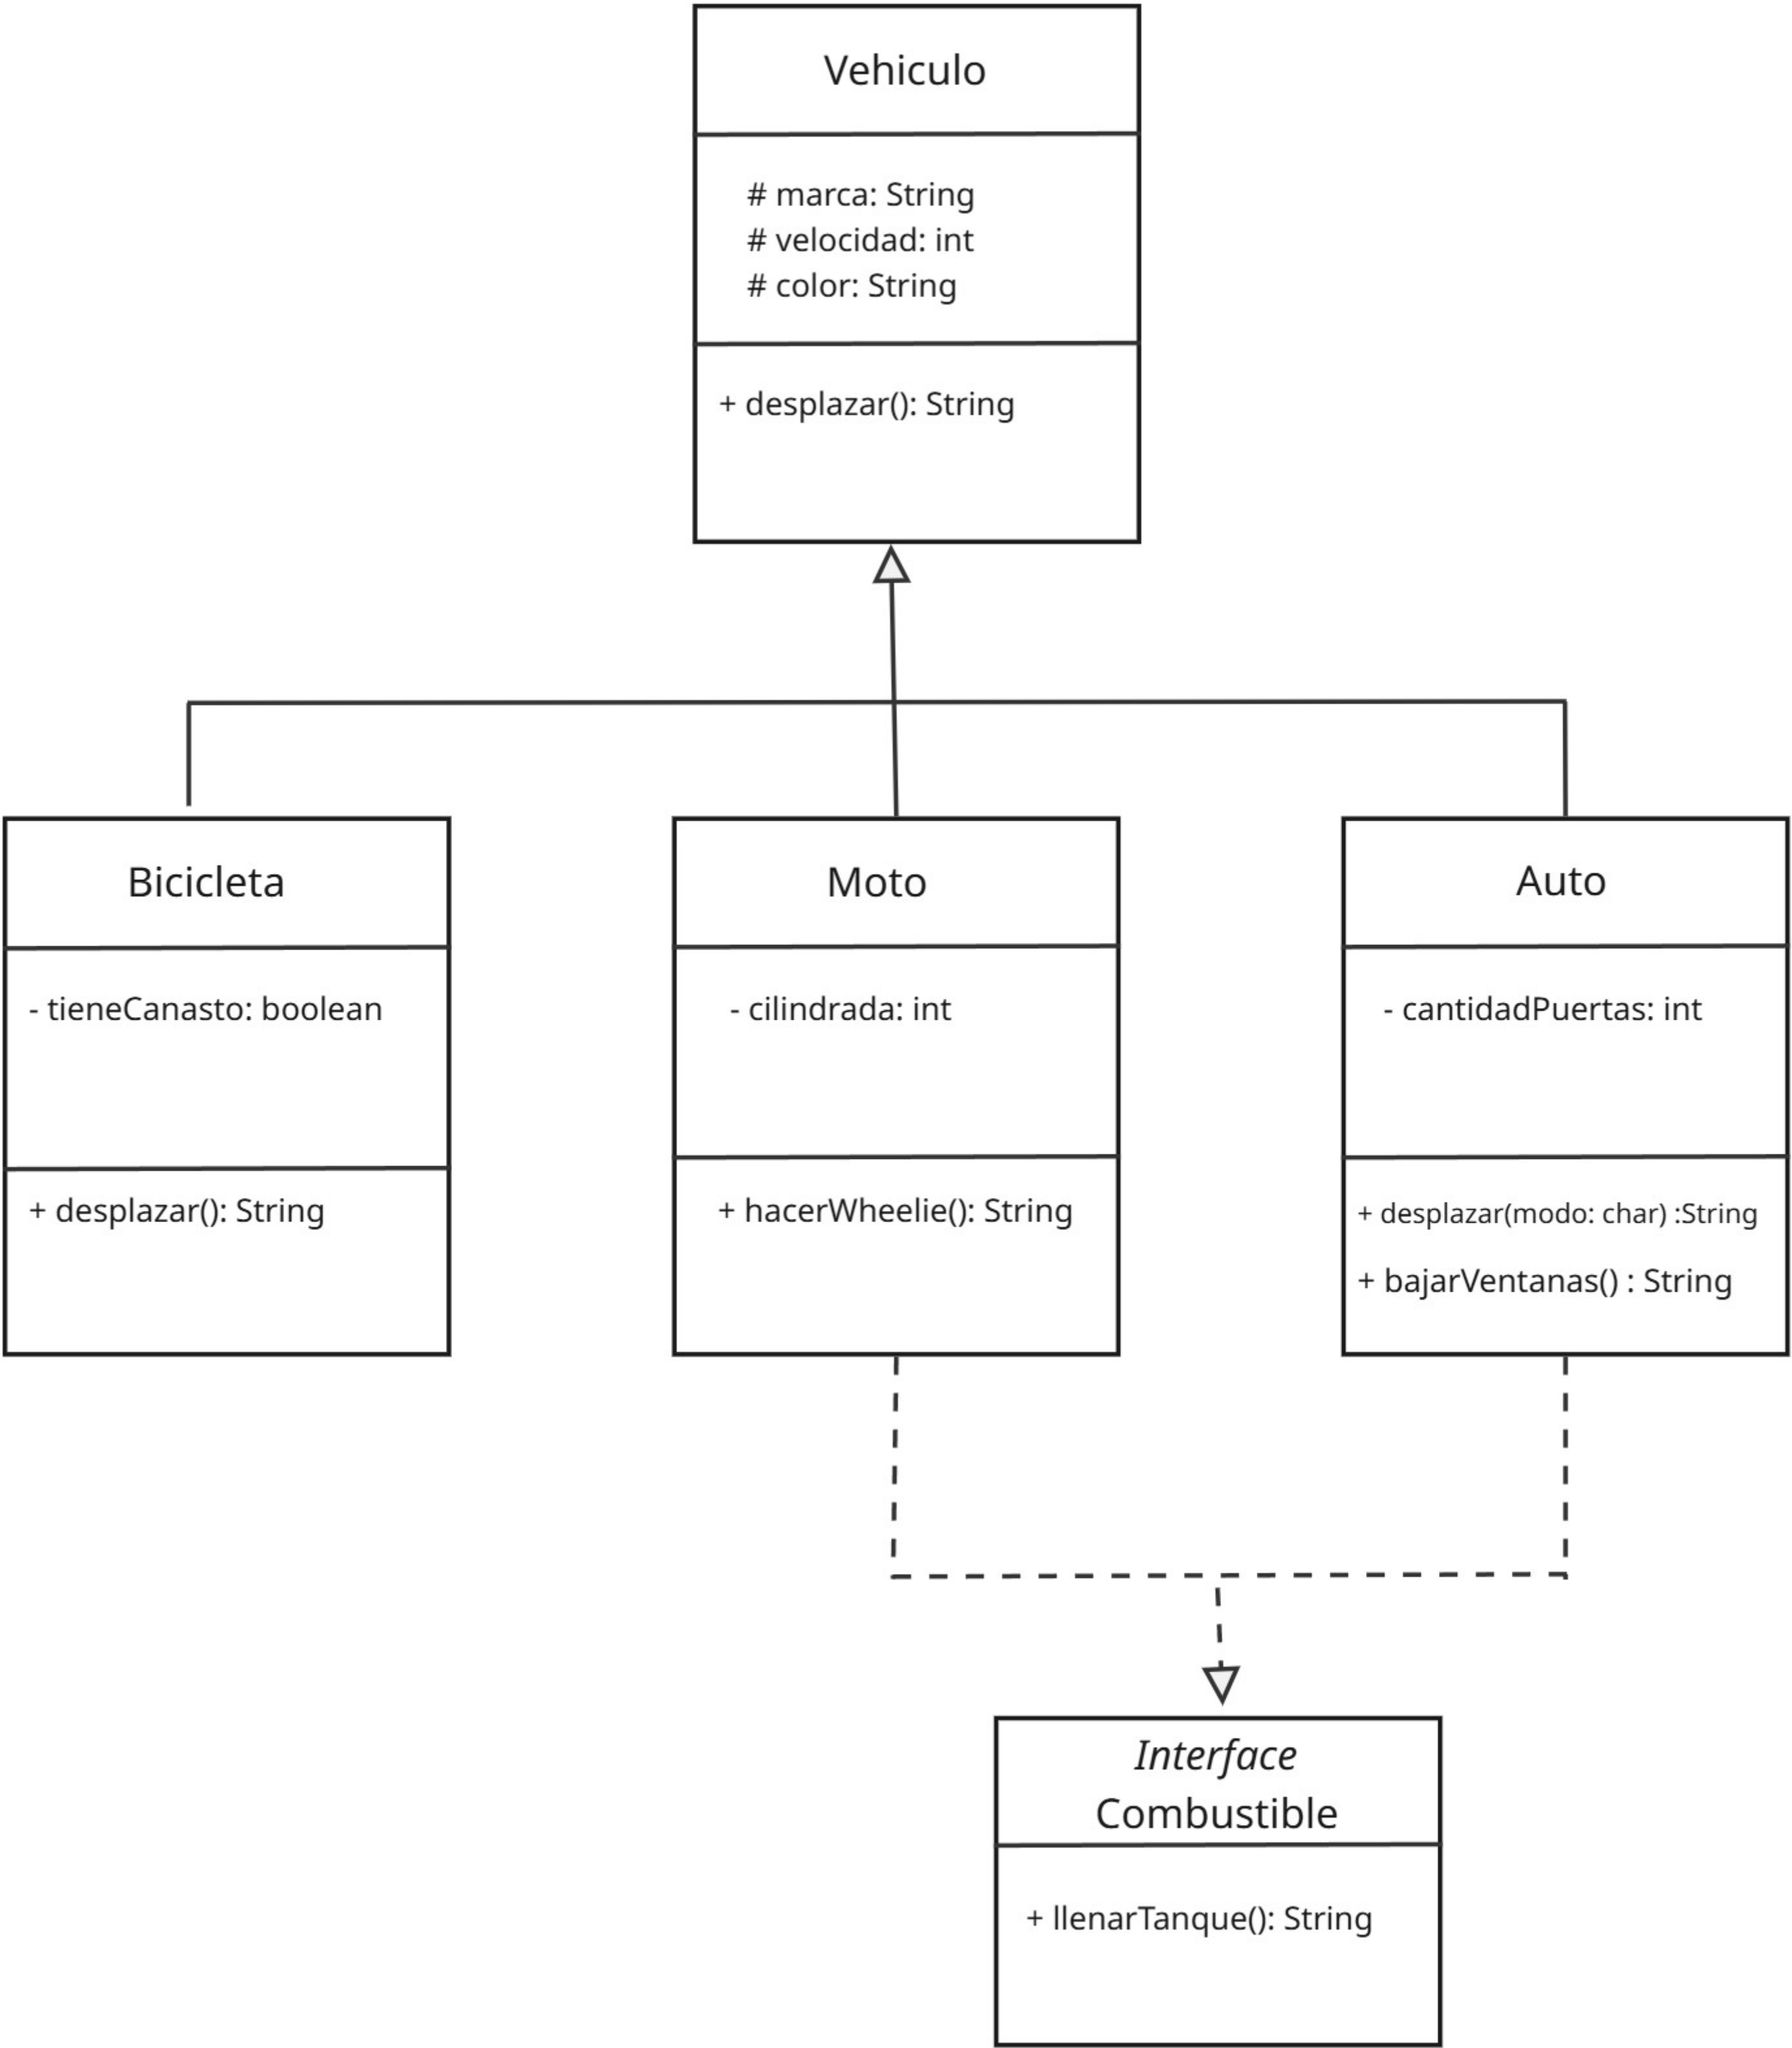 Vehiculo
# marca: String
# velocidad: int
# color: String
+ desplazar(): String
Bicicleta
- tieneCanasto: boolean
+ desplazar(): String
Moto
- cilindrada: int
+ hacerWheelie(): String
Auto
- cantidadPuertas: int
+ desplazar(modo: char) :String
+ bajarVentanas() : String
Interface
Combustible
+ llenarTanque(): String